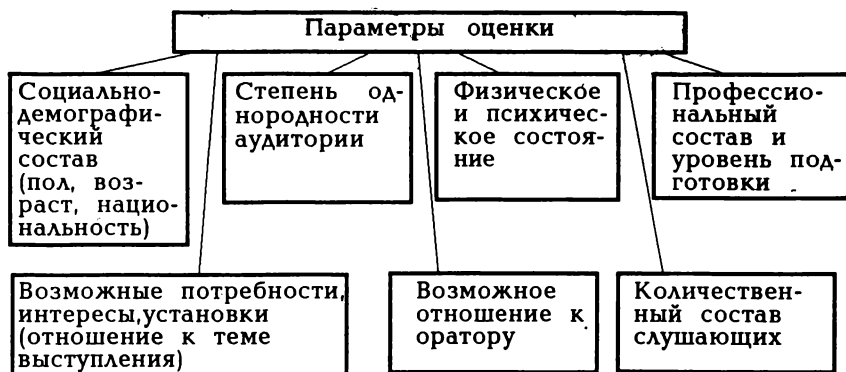 Параметры оценки
Социально-
демографи-
ческий
состав
(пол, воз-
раст, нацио-
нальность)
Степень од-
нородности
аудитории
Физическое
и психичес-
кое состоя-
ние
Профессио-
нальный
состав и
уровень под-
готовки
Возможные потребности,
интересы,установки
(отношение к теме
выступления)
Возможное
отношение к
оратору
Количествен-
ный состав
слушающих